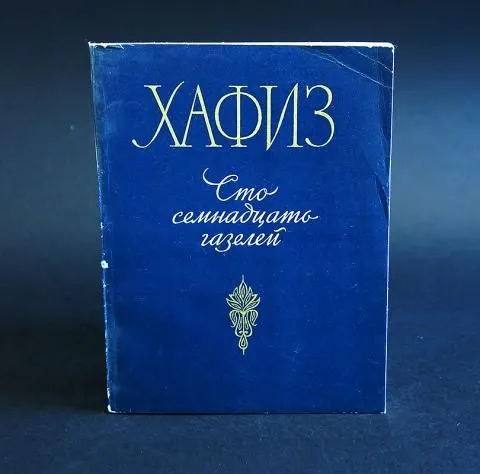 ХАФИЗ
Сто
семнадцать
газелей